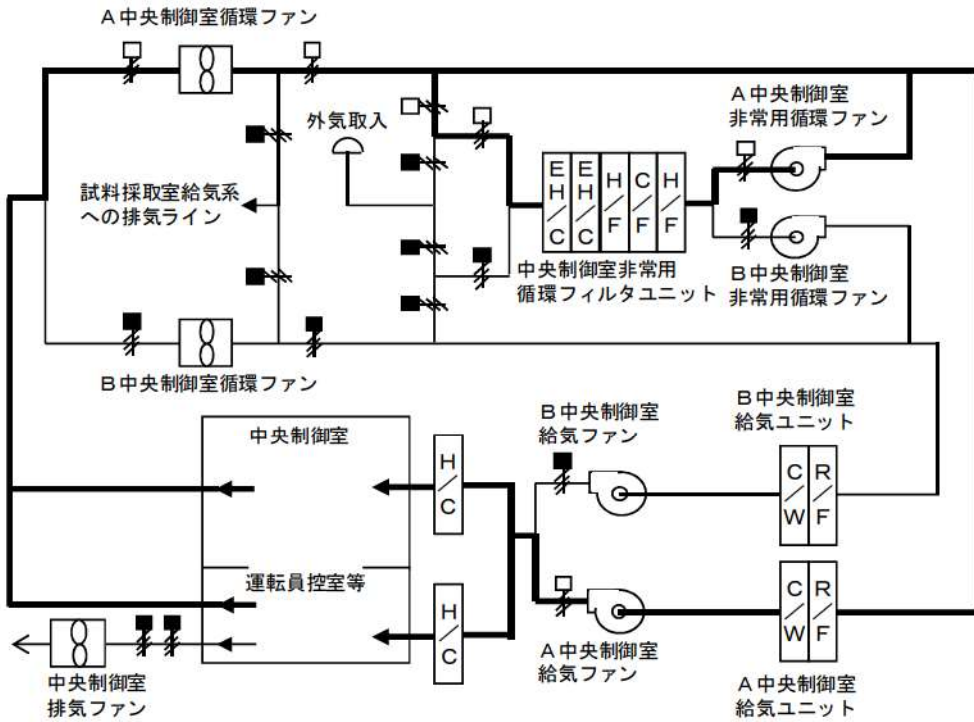 A中央制御室循環ファン
A中央制御室
非常用循環ファン
外気取入
試料採取室給気系
への排気ライン
E
H
/
C
E
H
/
C
H
/
F
C
/
F
H
/
F
中央制御室非常用
循環フィルタユニット
B中央制御室
非常用循環ファン
B中央制御室循環ファン
中央制御室
H
/
C
B中央制御室
給気ファン
B中央制御室
給気ユニット
C
/
W
R
/
F
運転員控室等
H
/
C
A中央制御室
給気ファン
C
/
W
R
/
F
A中央制御室
給気ユニット
中央制御室
排気ファン